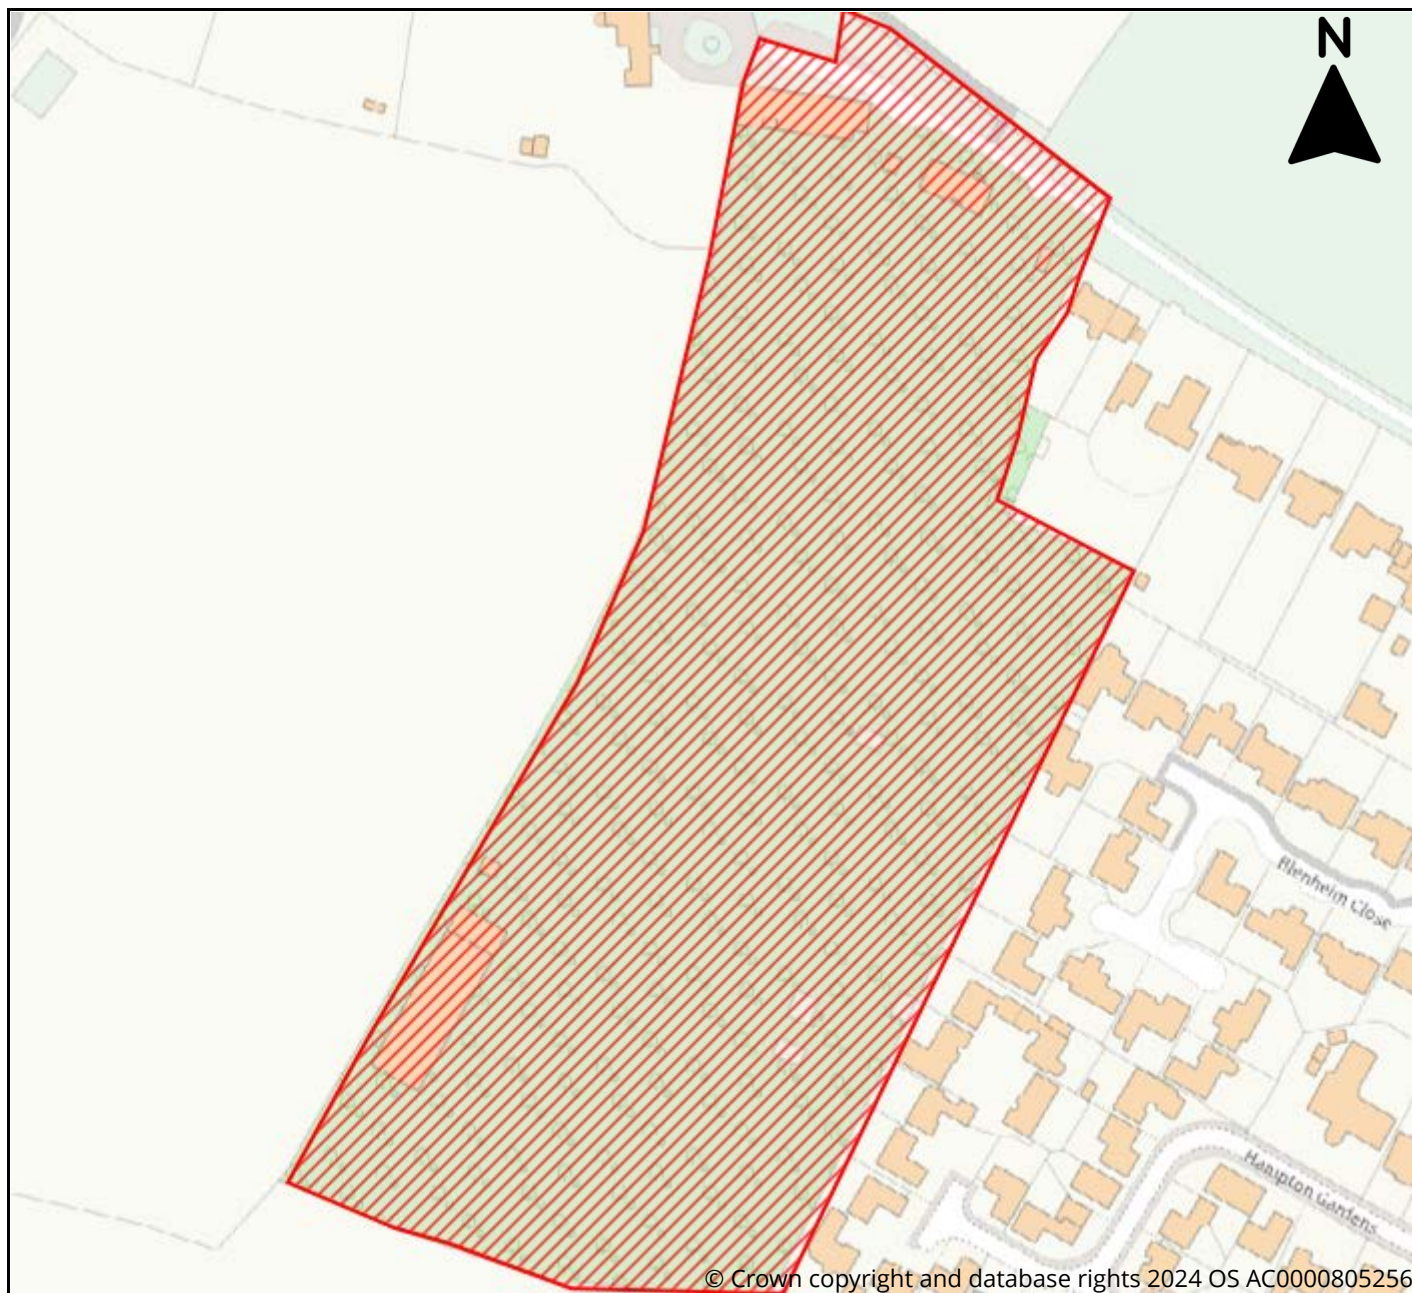 N
Blenheim Close
Hampton Gardens
© Crown copyright and database rights 2024 OS AC0000805256